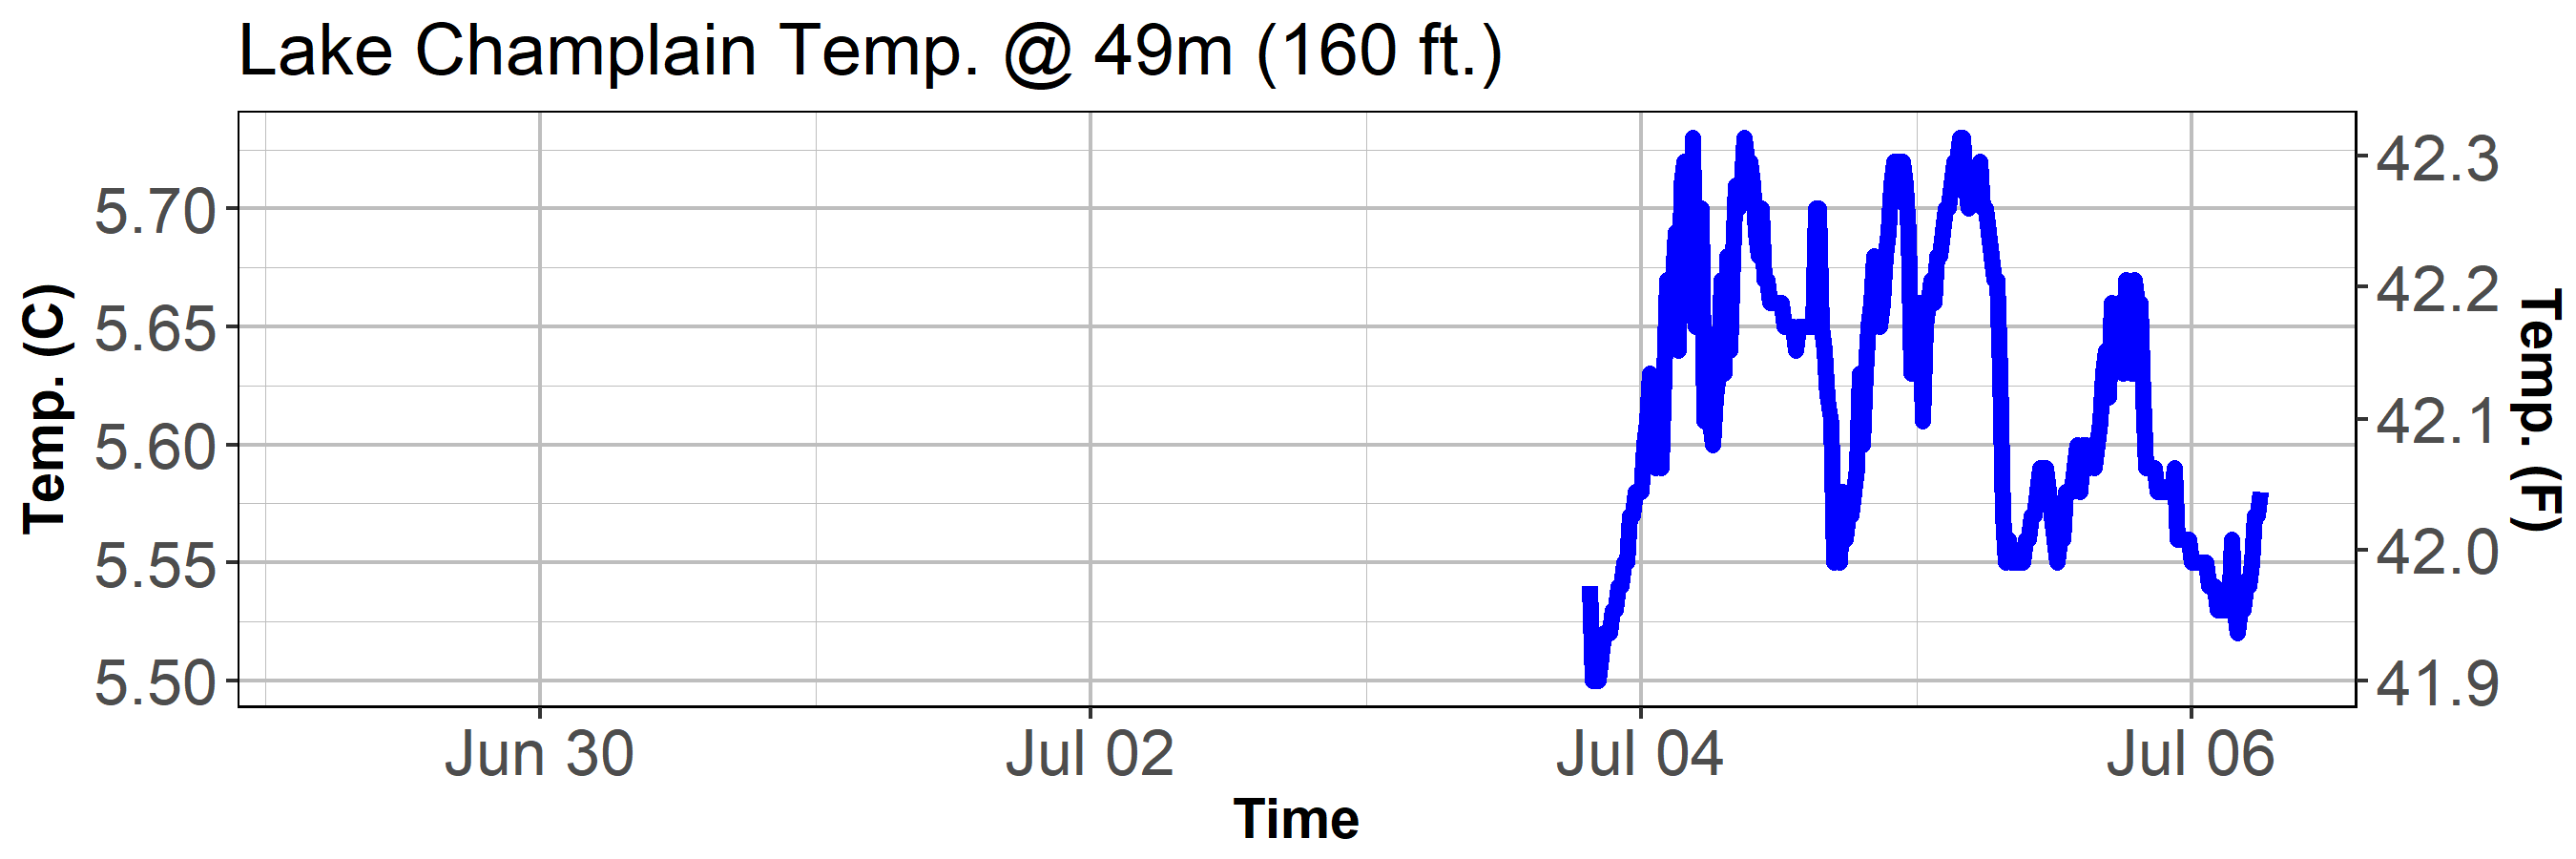 Lake Champlain Temp. @ 49m (160 ft.)
Temp. (C)
5.70
5.65
5.60
5.55
5.50
42.3
42.2
42.1
42.0
41.9
Temp. (F)
Jun 30
Jul 02
Jul 04
Jul 06
Time